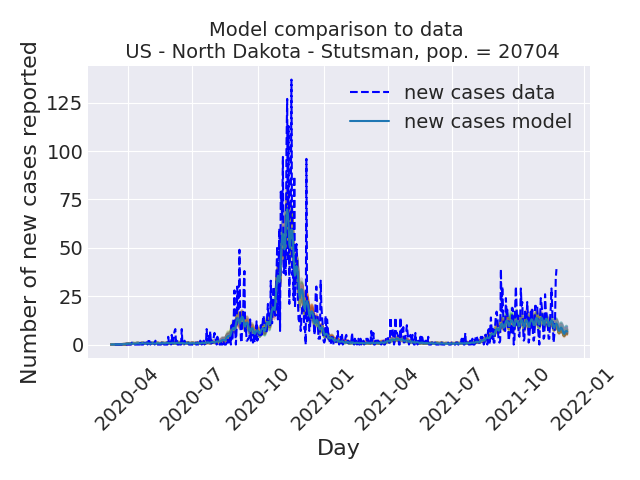 Model comparison to data
US - North Dakota - Stutsman, pop. = 20704
Number of new cases reported
125
100
75
50
25
0
new cases data
new cases model
2020-04
2020-07
2020-10
2021-01
2021-04
2021-07
2021-10
2022-01
Day